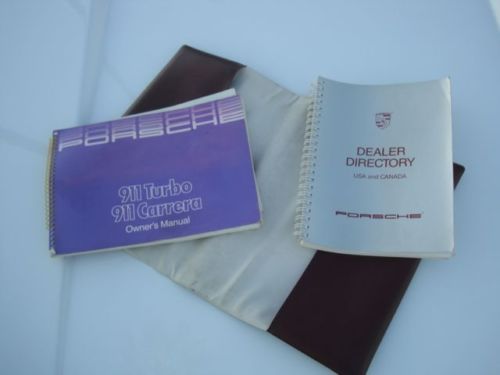 PORSCHE
911 Turbo
911 Carrera
Owner's Manual
DEALER
DIRECTORY
USA and CANADA
PORSCHE